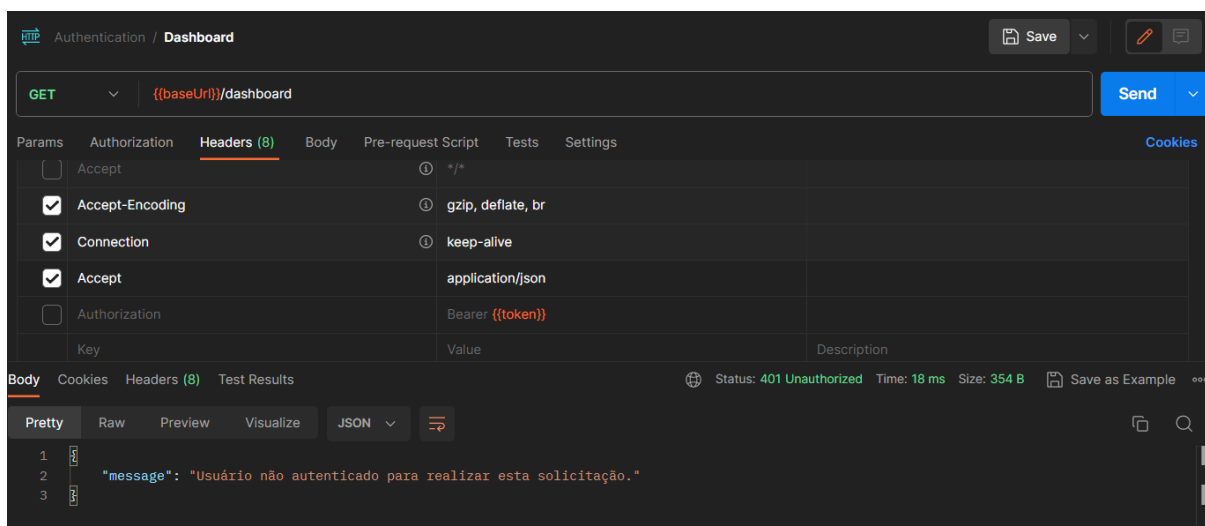 HTTP Authentication / Dashboard Save
GET {{baseUrl}}/dashboard Send
Params Authorization Headers (8) Body Pre-request Script Tests Settings Cookies
Accept */*
Accept-Encoding gzip, deflate, br
Connection keep-alive
Accept application/json
Authorization Bearer {{token}}
Key Value Description
Body Cookies Headers (8) Test Results Status: 401 Unauthorized Time: 18 ms Size: 354 B Save as Example
Pretty Raw Preview Visualize JSON
1 {
2 "message": "Usuário não autenticado para realizar esta solicitação."
3 }